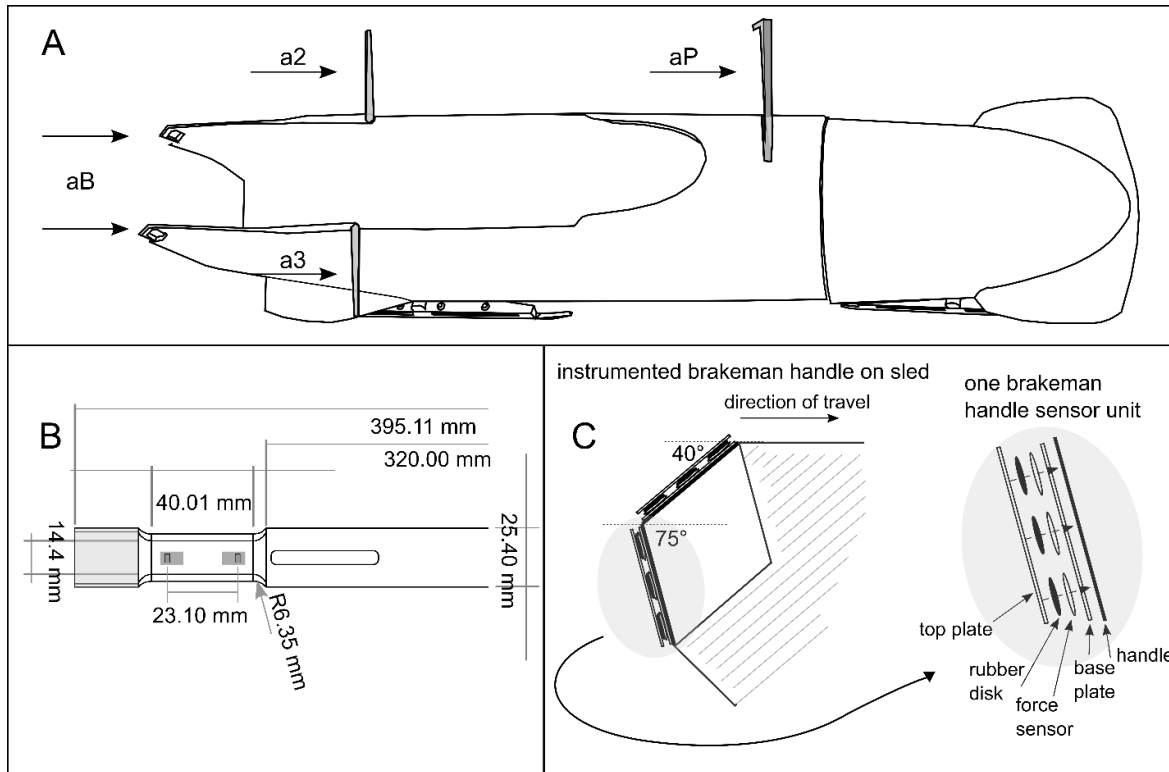 A
a2
aP
aB
a3
B
395.11 mm
320.00 mm
40.01 mm
14.4 mm
25.40 mm
23.10 mm
R6.35 mm
C
instrumented brakeman handle on sled
direction of travel
40°
75°
one brakeman
handle sensor unit
top plate
rubber
disk
force
sensor
base
plate
handle